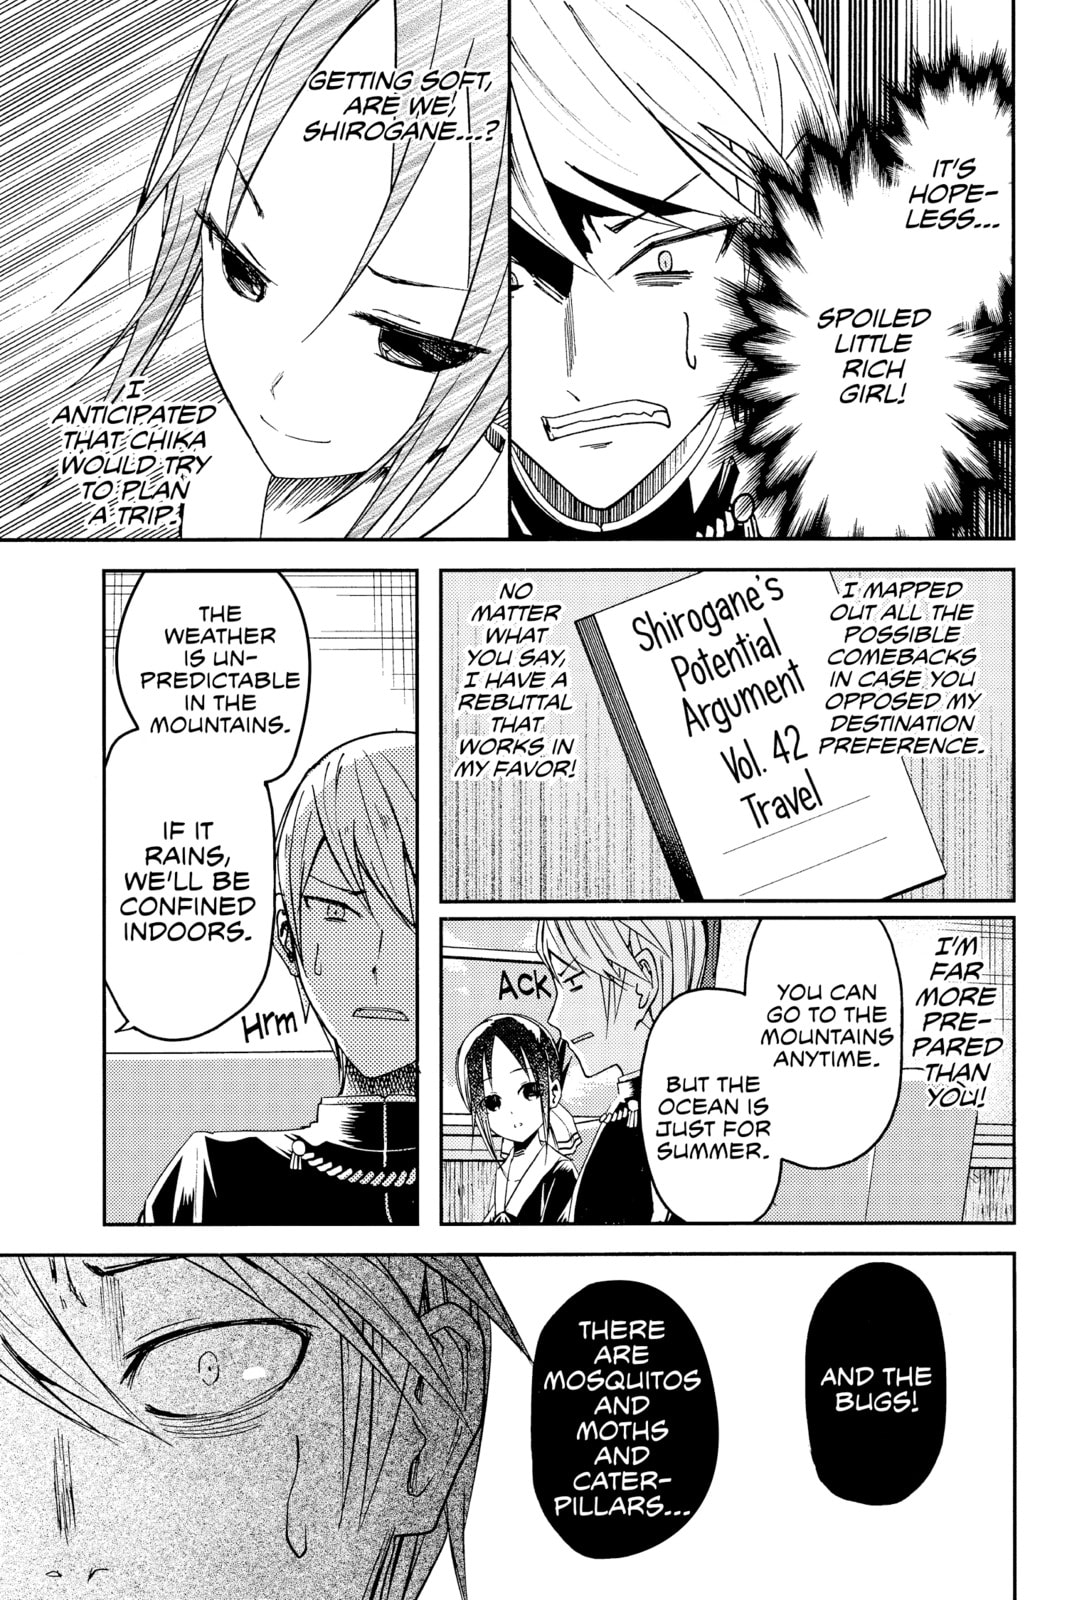 IT'S
HOPE-
LESS...
SPOILED
LITTLE
RICH
GIRL!
GETTING SOFT,
ARE WE,
SHIROGANE...?
I
ANTICIPATED
THAT CHIKA
WOULD TRY
TO PLAN
A TRIP.
I MAPPED
OUT ALL THE
POSSIBLE
COMEBACKS
IN CASE YOU
OPPOSED MY
DESTINATION
PREFERENCE.
Shirogane's
Potential
Argument
Vol. 42
Travel
NO
MATTER
WHAT
YOU SAY,
I HAVE A
REBUTTAL
THAT
WORKS IN
MY FAVOR!
I'M
FAR
MORE
PRE-
PARED
THAN
YOU!
YOU CAN
GO TO THE
MOUNTAINS
ANYTIME.
BUT THE
OCEAN IS
JUST FOR
SUMMER.
Ack
THE
WEATHER
IS UN-
PREDICTABLE
IN THE
MOUNTAINS.
IF IT
RAINS,
WE'LL BE
CONFINED
INDOORS.
Hrm
AND THE
BUGS!
THERE
ARE
MOSQUITOS
AND
MOTHS
AND
CATER-
PILLARS...